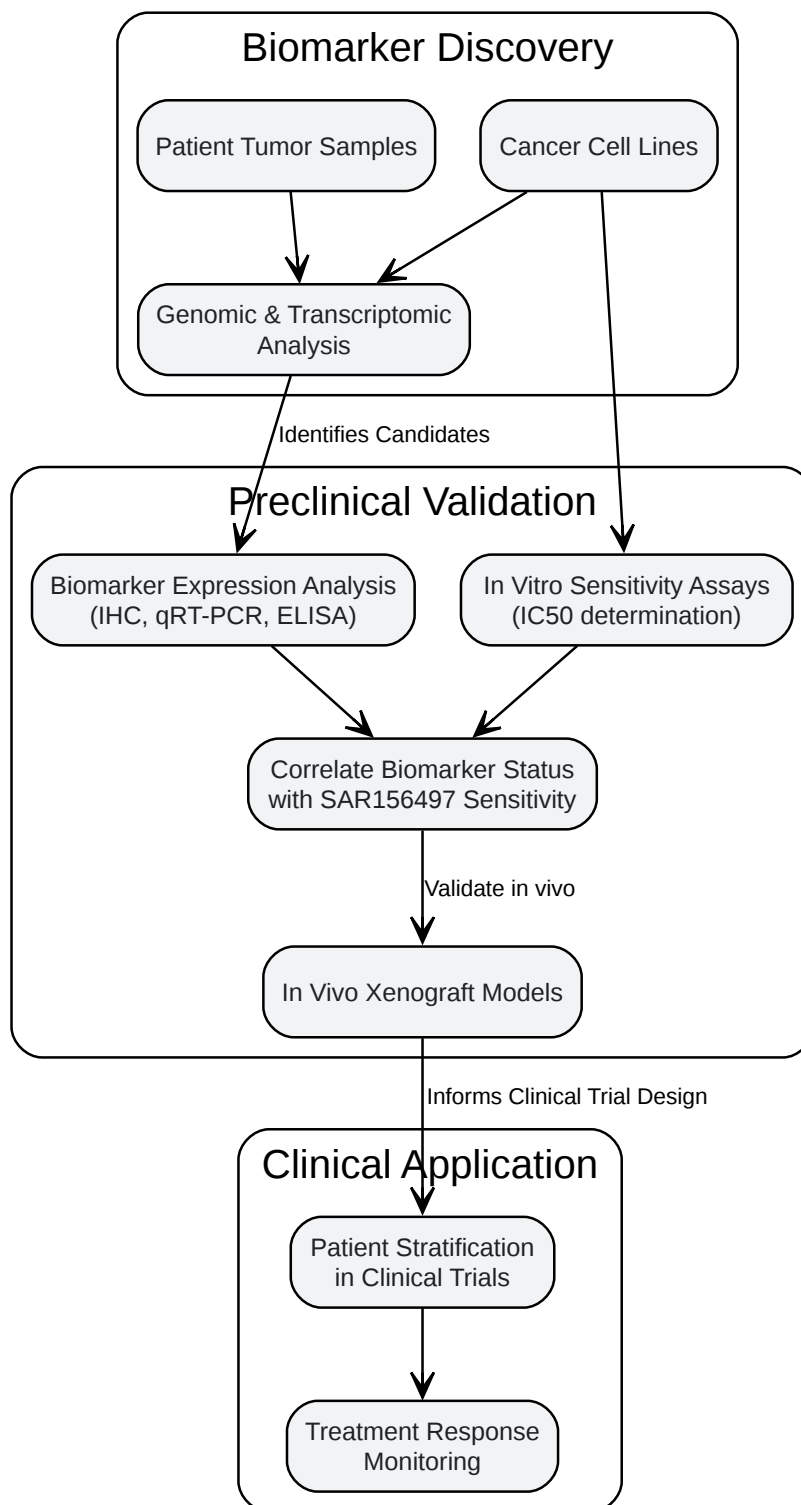 Biomarker Discovery
Patient Tumor Samples
Cancer Cell Lines
Genomic & Transcriptomic
Analysis
Identifies Candidates
Preclinical Validation
Biomarker Expression Analysis
(IHC, qRT-PCR, ELISA)
In Vitro Sensitivity Assays
(IC50 determination)
Correlate Biomarker Status
with SAR156497 Sensitivity
Validate in vivo
In Vivo Xenograft Models
Informs Clinical Trial Design
Clinical Application
Patient Stratification
in Clinical Trials
Treatment Response
Monitoring